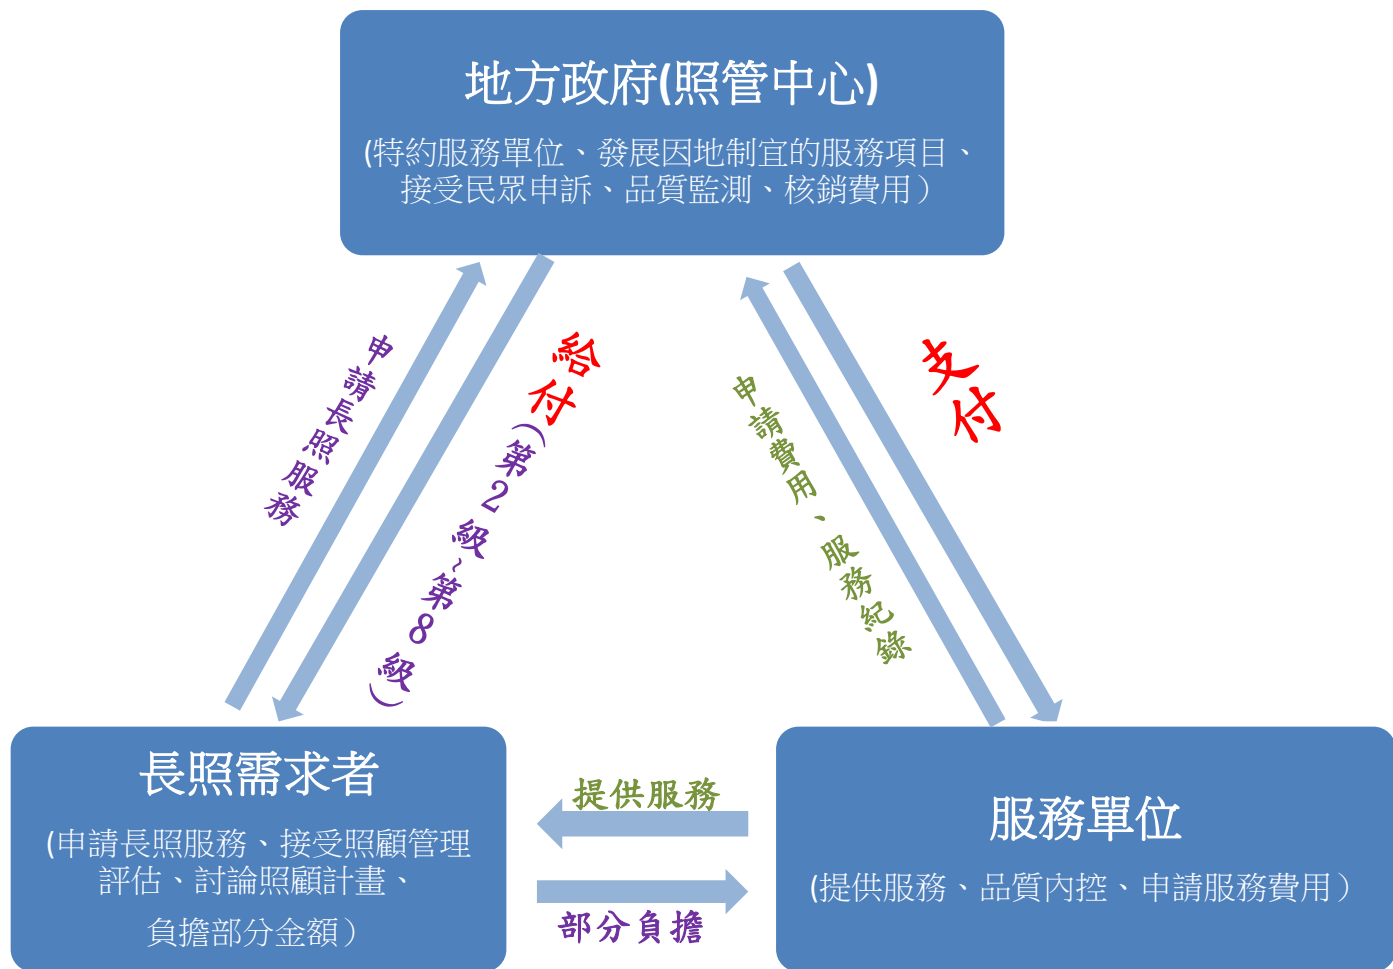 地方政府(照管中心)
(特約服務單位、發展因地制宜的服務項目、
接受民眾申訴、品質監測、核銷費用）
申請長照服務
給付(第2級~第8級)
申請費用、服務紀錄
支付
長照需求者
(申請長照服務、接受照顧管理
評估、討論照顧計畫、
負擔部分金額）
提供服務
部分負擔
服務單位
(提供服務、品質內控、申請服務費用）